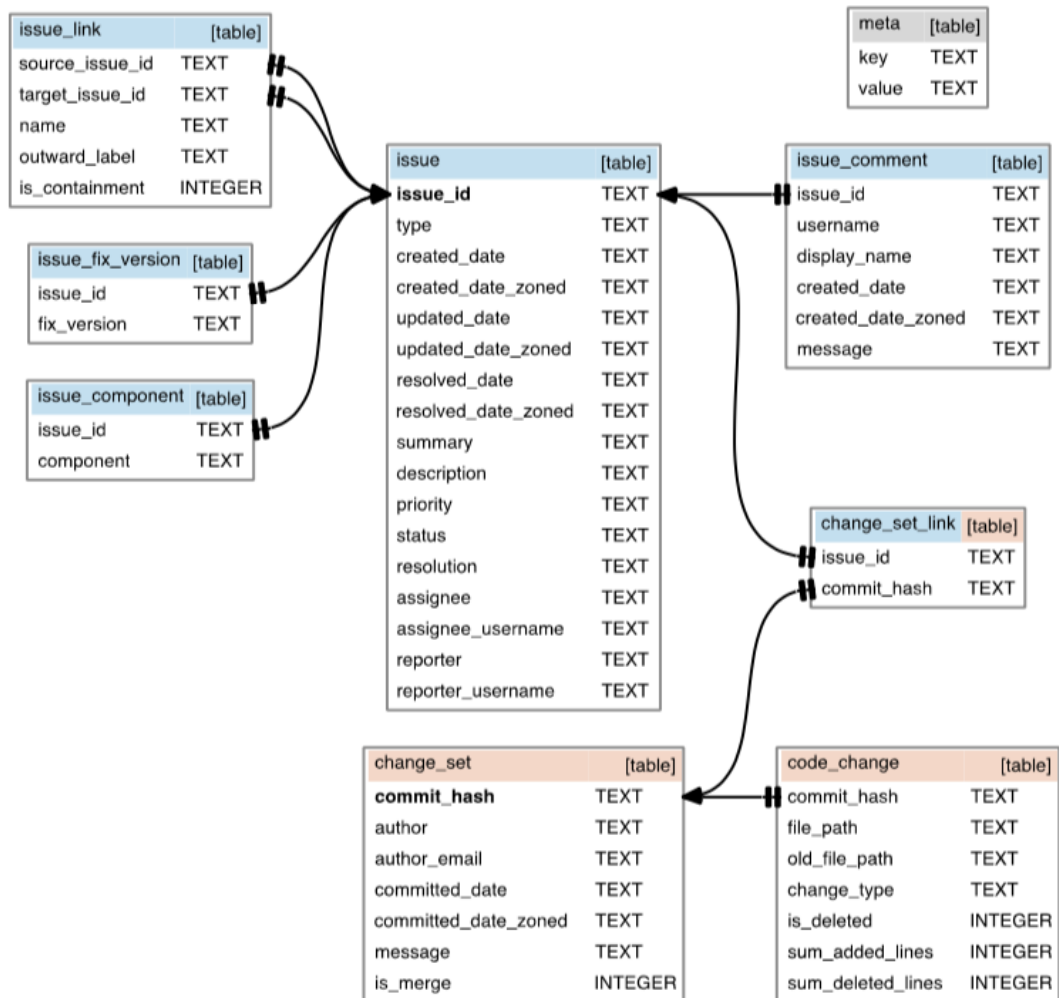 issue_link [table]
source_issue_id TEXT
target_issue_id TEXT
name TEXT
outward_label TEXT
is_containment INTEGER
meta [table]
key TEXT
value TEXT
issue_fix_version [table]
issue_id TEXT
fix_version TEXT
issue_component [table]
issue_id TEXT
component TEXT
issue [table]
issue_id TEXT
type TEXT
created_date TEXT
created_date_zoned TEXT
updated_date TEXT
updated_date_zoned TEXT
resolved_date TEXT
resolved_date_zoned TEXT
summary TEXT
description TEXT
priority TEXT
status TEXT
resolution TEXT
assignee TEXT
assignee_username TEXT
reporter TEXT
reporter_username TEXT
issue_comment [table]
issue_id TEXT
username TEXT
display_name TEXT
created_date TEXT
created_date_zoned TEXT
message TEXT
change_set_link [table]
issue_id TEXT
commit_hash TEXT
change_set [table]
commit_hash TEXT
author TEXT
author_email TEXT
committed_date TEXT
committed_date_zoned TEXT
message TEXT
is_merge INTEGER
code_change [table]
commit_hash TEXT
file_path TEXT
old_file_path TEXT
change_type TEXT
is_deleted INTEGER
sum_added_lines INTEGER
sum_deleted_lines INTEGER